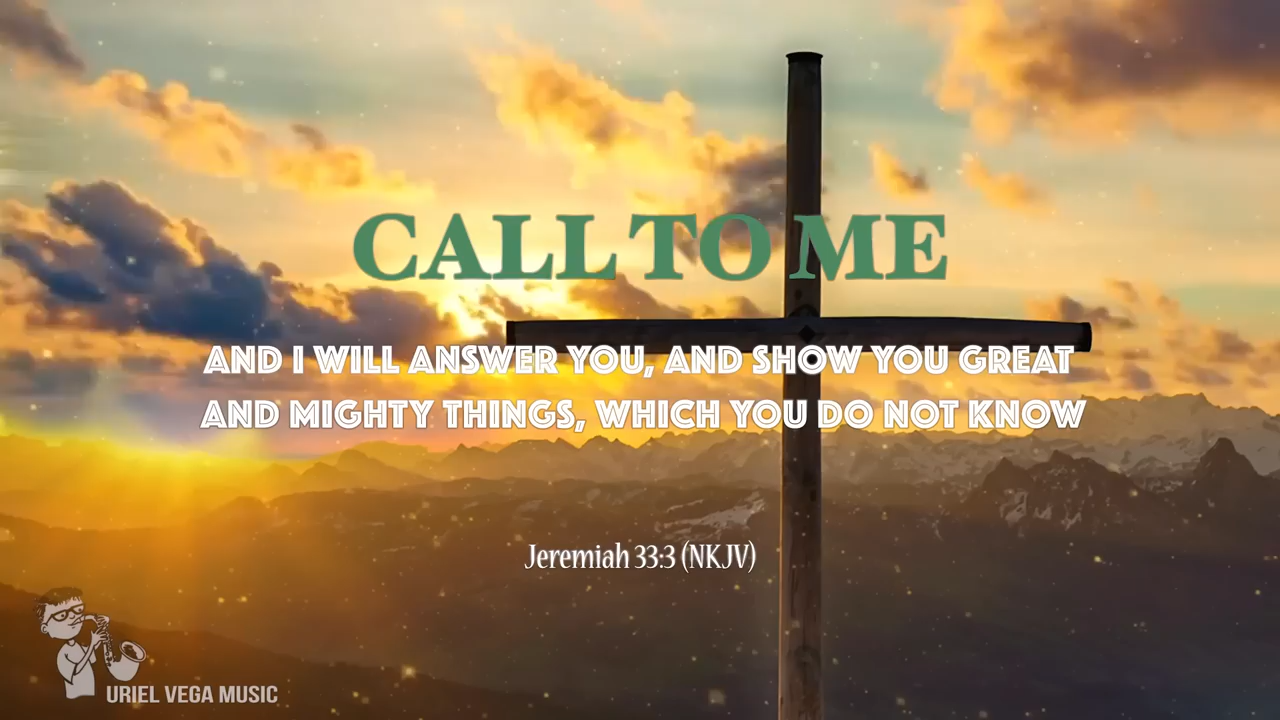 CALL TO ME
AND I WILL ANSWER YOU, AND SHOW YOU GREAT
AND MIGHTY THINGS, WHICH YOU DO NOT KNOW
Jeremiah 33:3 (NKJV)
URIEL VEGA MUSIC